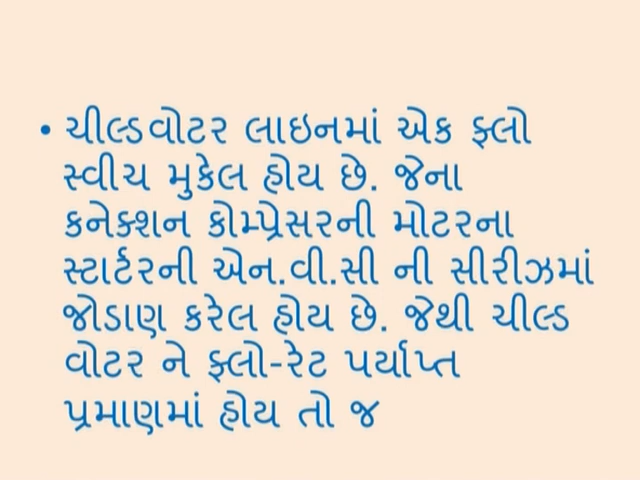 • ચીલ્ડવોટર લાઇનમાં એક ફ્લો
સ્વીચ મુકેલ હોય છે. જેના
કનેક્શન કોમ્પ્રેસરની મોટરના
સ્ટાર્ટરની એન.વી.સી ની સીરીઝમાં
જોડાણ કરેલ હોય છે. જેથી ચીલ્ડ
વોટર ને ફ્લો-રેટ પર્યાપ્ત
પ્રમાણમાં હોય તો જ